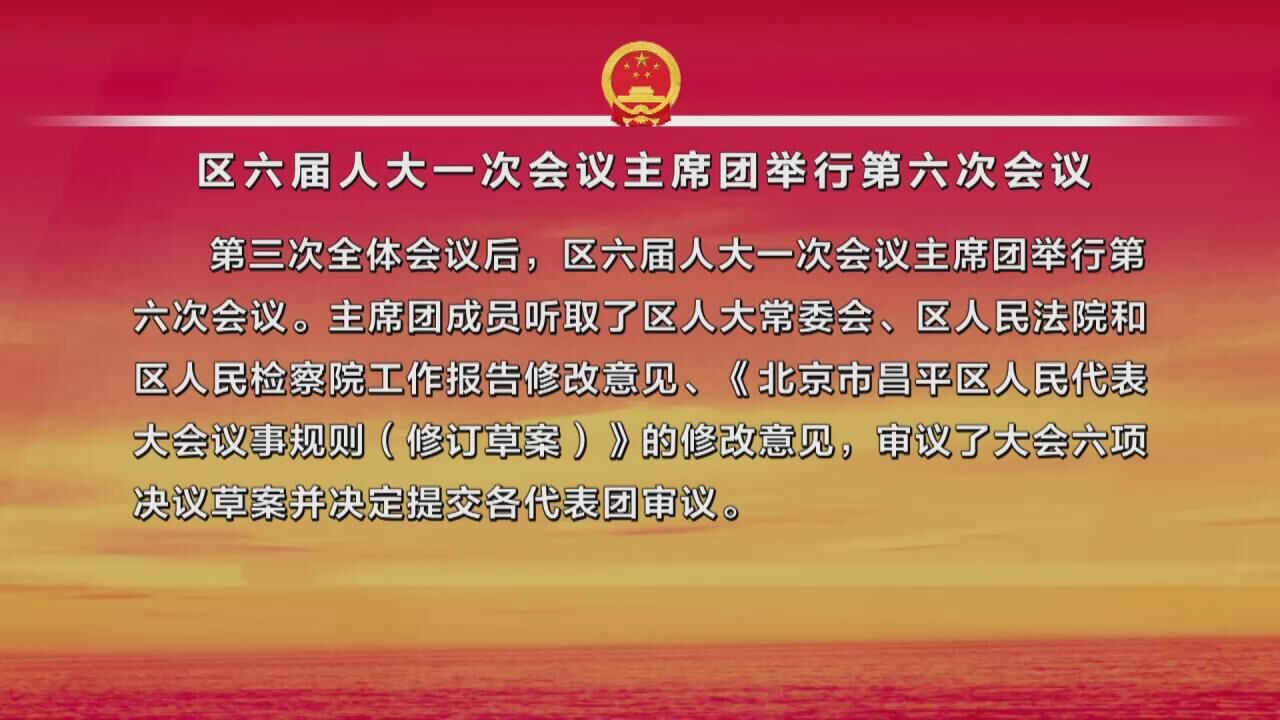 区六届人大一次会议主席团举行第六次会议
第三次全体会议后，区六届人大一次会议主席团举行第
六次会议。主席团成员听取了区人大常委会、区人民法院和
区人民检察院工作报告修改意见、《北京市昌平区人民代表
大会议事规则（修订草案）》的修改意见，审议了大会六项
决议草案并决定提交各代表团审议。